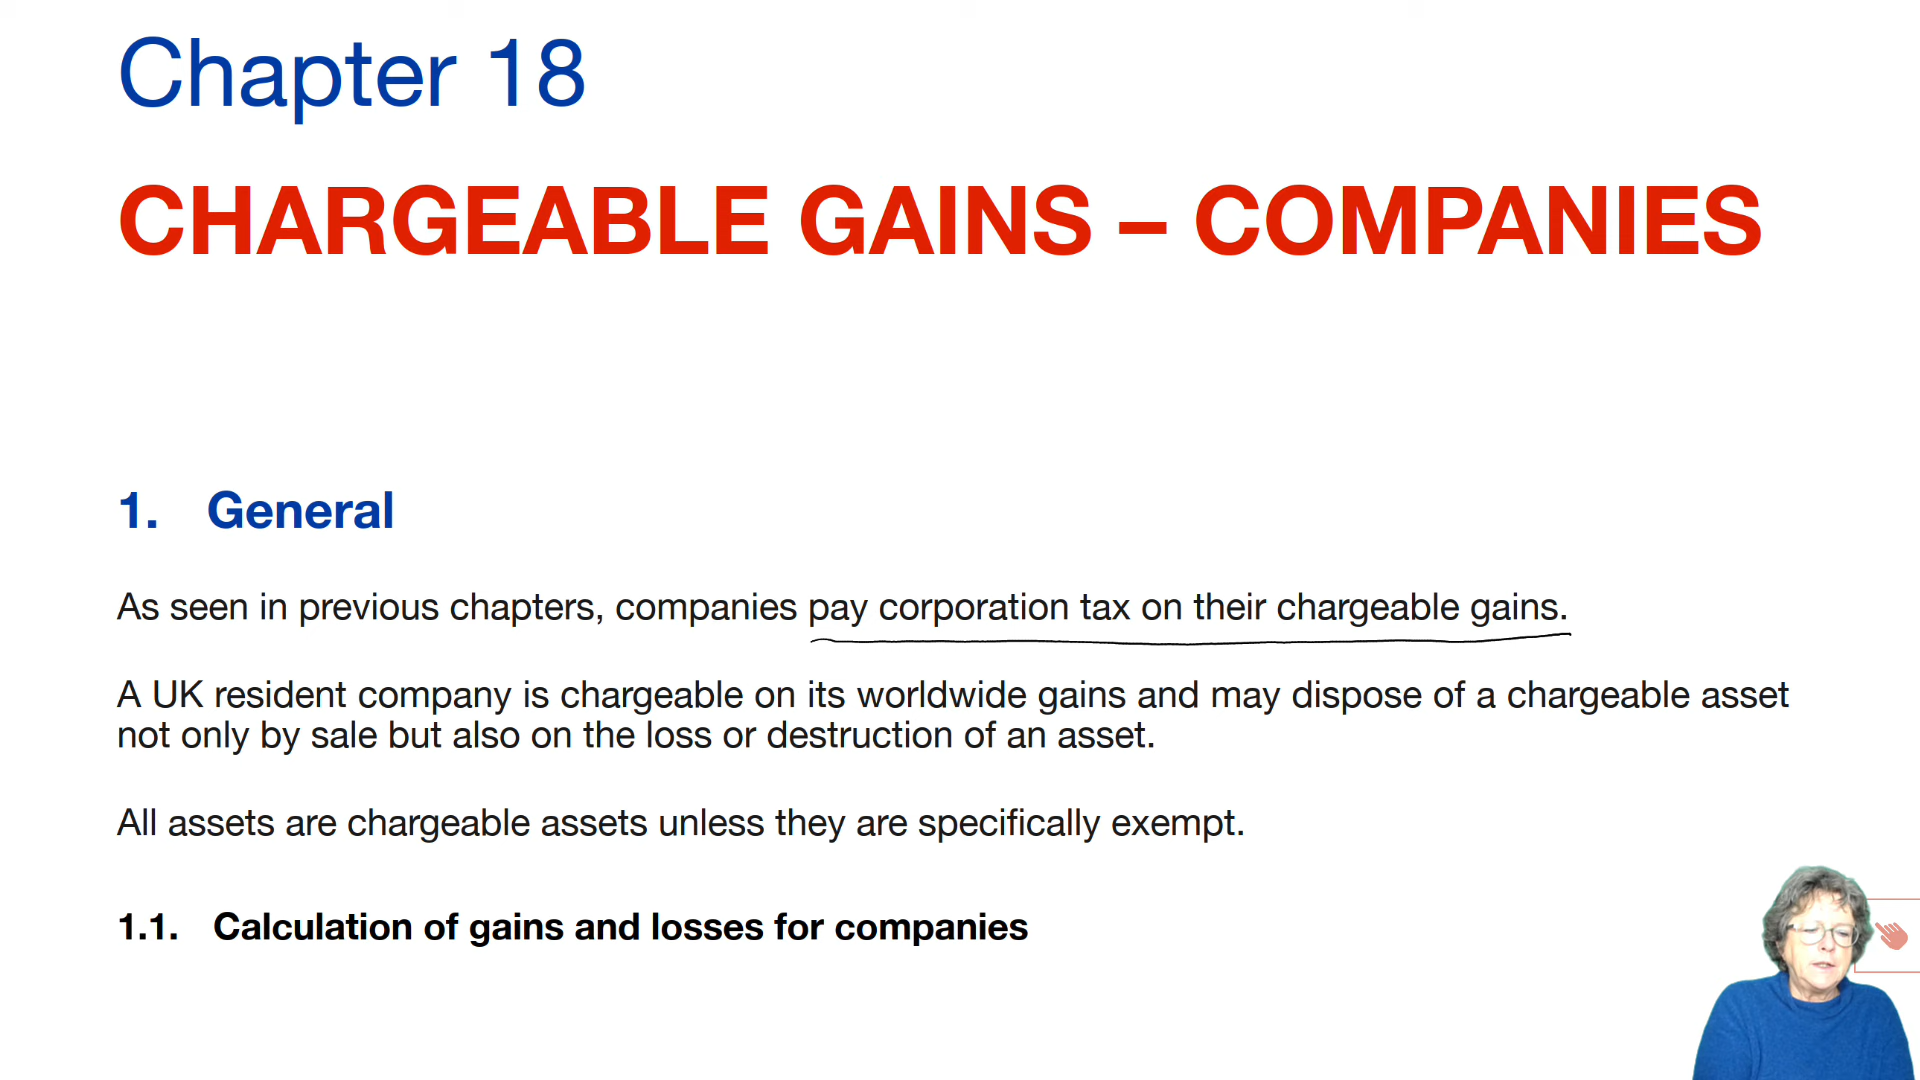 Chapter 18
CHARGEABLE GAINS – COMPANIES
1. General
As seen in previous chapters, companies pay corporation tax on their chargeable gains.
A UK resident company is chargeable on its worldwide gains and may dispose of a chargeable asset
not only by sale but also on the loss or destruction of an asset.
All assets are chargeable assets unless they are specifically exempt.
1.1. Calculation of gains and losses for companies